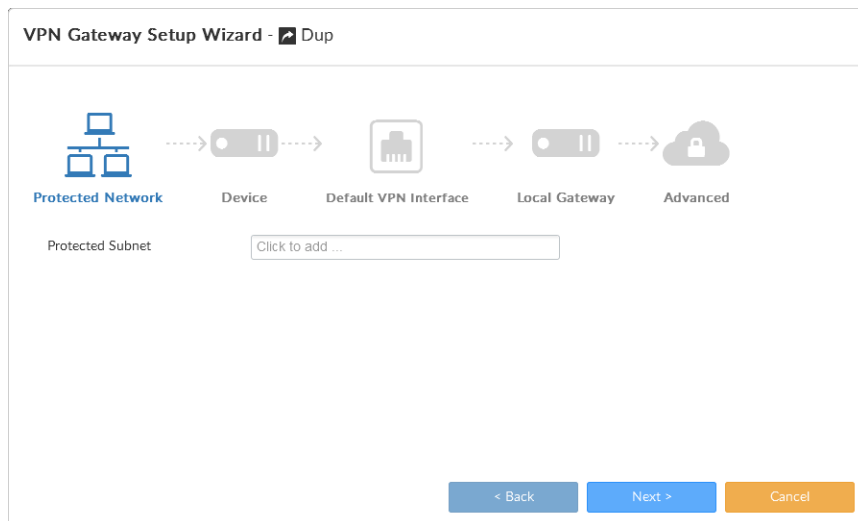 VPN Gateway Setup Wizard - Dup
Protected Network Device Default VPN Interface Local Gateway Advanced
Protected Subnet Click to add ...
< Back Next > Cancel